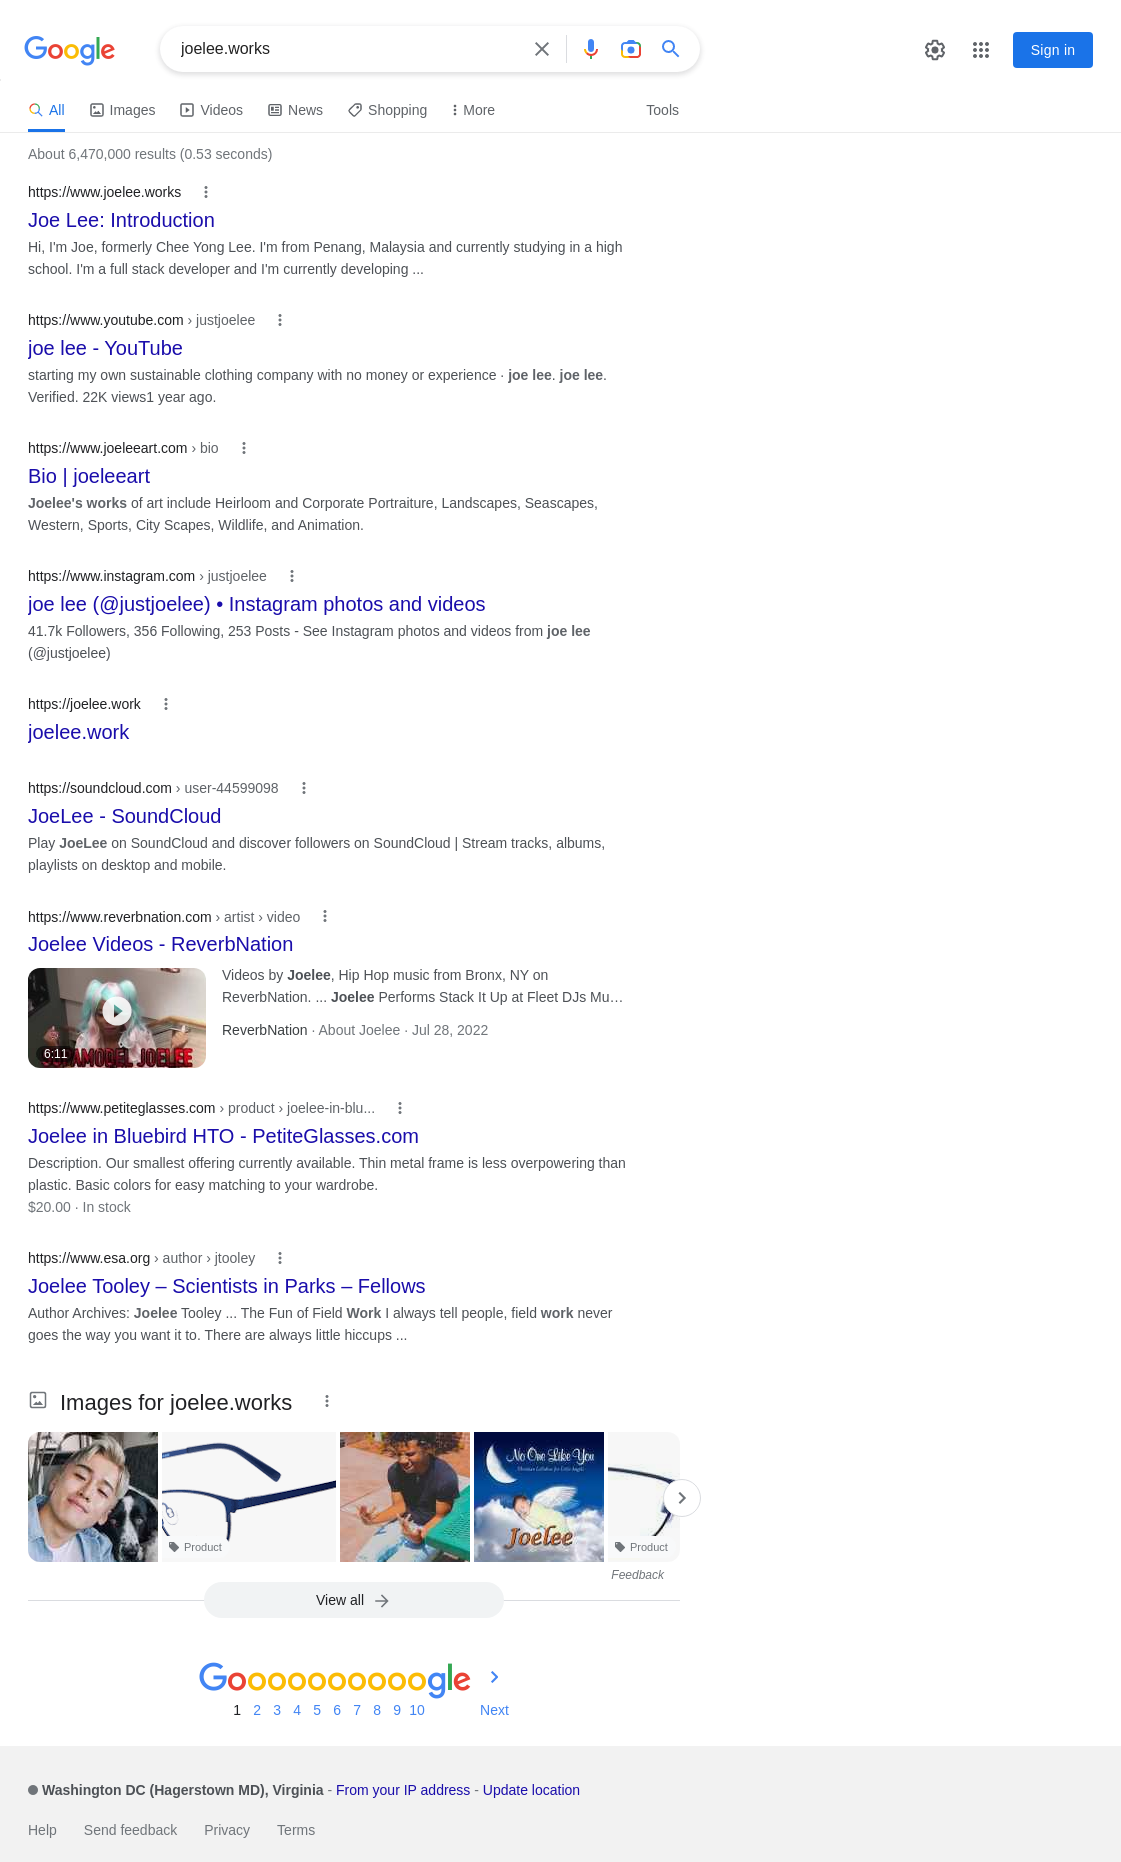 Google
joelee.works
Sign in
All
Images
Videos
News
Shopping
More
Tools
About 6,470,000 results (0.53 seconds)
https://www.joelee.works
Joe Lee: Introduction
Hi, I'm Joe, formerly Chee Yong Lee. I'm from Penang, Malaysia and currently studying in a high
school. I'm a full stack developer and I'm currently developing ...
https://www.youtube.com › justjoelee
joe lee - YouTube
starting my own sustainable clothing company with no money or experience · joe lee. joe lee.
Verified. 22K views1 year ago.
https://www.joeleeart.com › bio
Bio | joeleeart
Joelee's works of art include Heirloom and Corporate Portraiture, Landscapes, Seascapes,
Western, Sports, City Scapes, Wildlife, and Animation.
https://www.instagram.com › justjoelee
joe lee (@justjoelee) • Instagram photos and videos
41.7k Followers, 356 Following, 253 Posts - See Instagram photos and videos from joe lee
(@justjoelee)
https://joelee.work
joelee.work
https://soundcloud.com › user-44599098
JoeLee - SoundCloud
Play JoeLee on SoundCloud and discover followers on SoundCloud | Stream tracks, albums,
playlists on desktop and mobile.
https://www.reverbnation.com › artist › video
Joelee Videos - ReverbNation
Videos by Joelee, Hip Hop music from Bronx, NY on
ReverbNation. ... Joelee Performs Stack It Up at Fleet DJs Mu…
ReverbNation · About Joelee · Jul 28, 2022
6:11
JOELEE
https://www.petiteglasses.com › product › joelee-in-blu...
Joelee in Bluebird HTO - PetiteGlasses.com
Description. Our smallest offering currently available. Thin metal frame is less overpowering than
plastic. Basic colors for easy matching to your wardrobe.
$20.00 · In stock
https://www.esa.org › author › jtooley
Joelee Tooley – Scientists in Parks – Fellows
Author Archives: Joelee Tooley ... The Fun of Field Work I always tell people, field work never
goes the way you want it to. There are always little hiccups ...
Images for joelee.works
No One Like You
Christian Lullabies for Little Angels
Joelee
Product
Product
Feedback
View all
Goooooooooogle
1 2 3 4 5 6 7 8 9 10 Next
Washington DC (Hagerstown MD), Virginia - From your IP address - Update location
Help Send feedback Privacy Terms